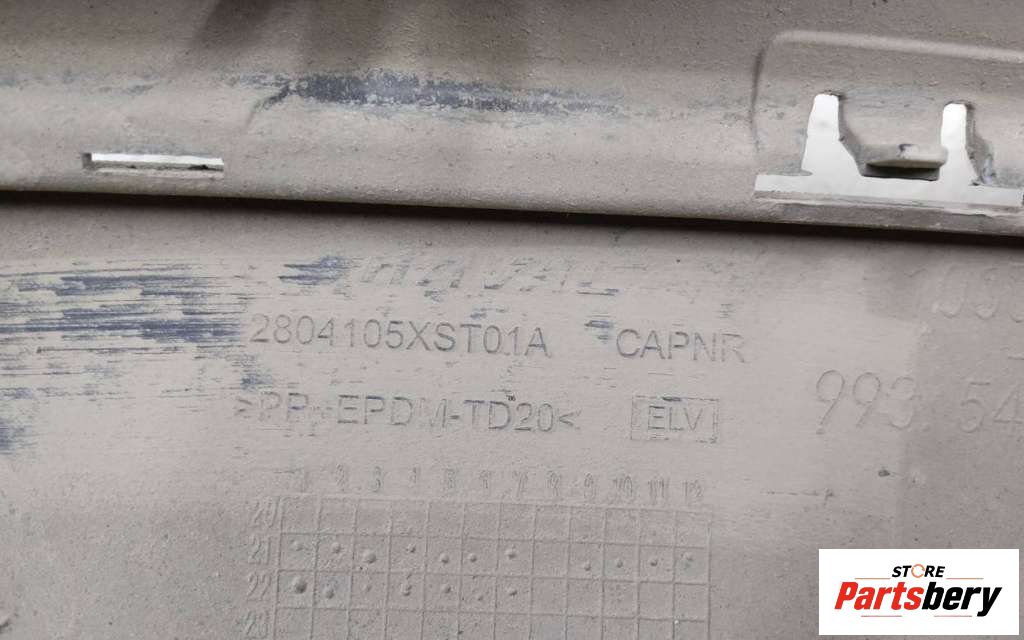 HAVAL
2804105XST01A CAPNR
>PP+EPDM-TD20< ELV
1 2 3 4 5 6 7 8 9 10 11 12
20
21
22
23
STORE
Partsbery